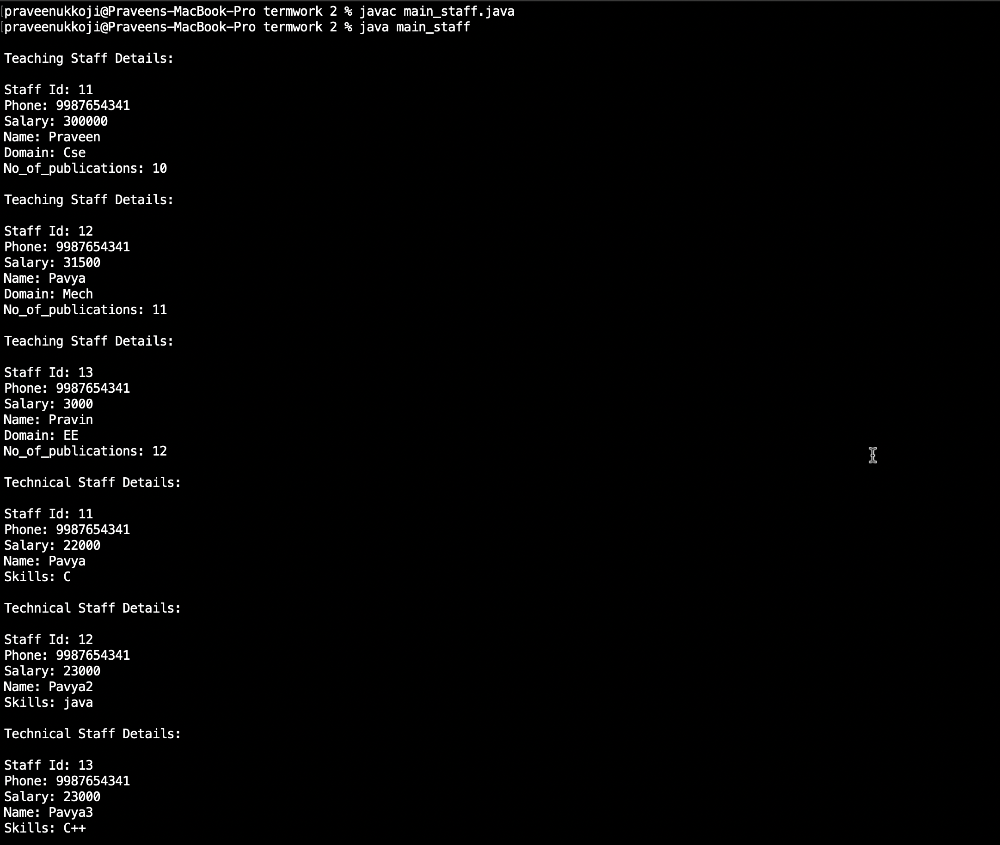 [praveenukkoji@Praveens-MacBook-Pro termwork 2 % javac main_staff.java
[praveenukkoji@Praveens-MacBook-Pro termwork 2 % java main_staff
Teaching Staff Details:
Staff Id: 11
Phone: 9987654341
Salary: 300000
Name: Praveen
Domain: Cse
No_of_publications: 10
Teaching Staff Details:
Staff Id: 12
Phone: 9987654341
Salary: 31500
Name: Pavya
Domain: Mech
No_of_publications: 11
Teaching Staff Details:
Staff Id: 13
Phone: 9987654341
Salary: 3000
Name: Pravin
Domain: EE
No_of_publications: 12
Technical Staff Details:
Staff Id: 11
Phone: 9987654341
Salary: 22000
Name: Pavya
Skills: C
Technical Staff Details:
Staff Id: 12
Phone: 9987654341
Salary: 23000
Name: Pavya2
Skills: java
Technical Staff Details:
Staff Id: 13
Phone: 9987654341
Salary: 23000
Name: Pavya3
Skills: C++